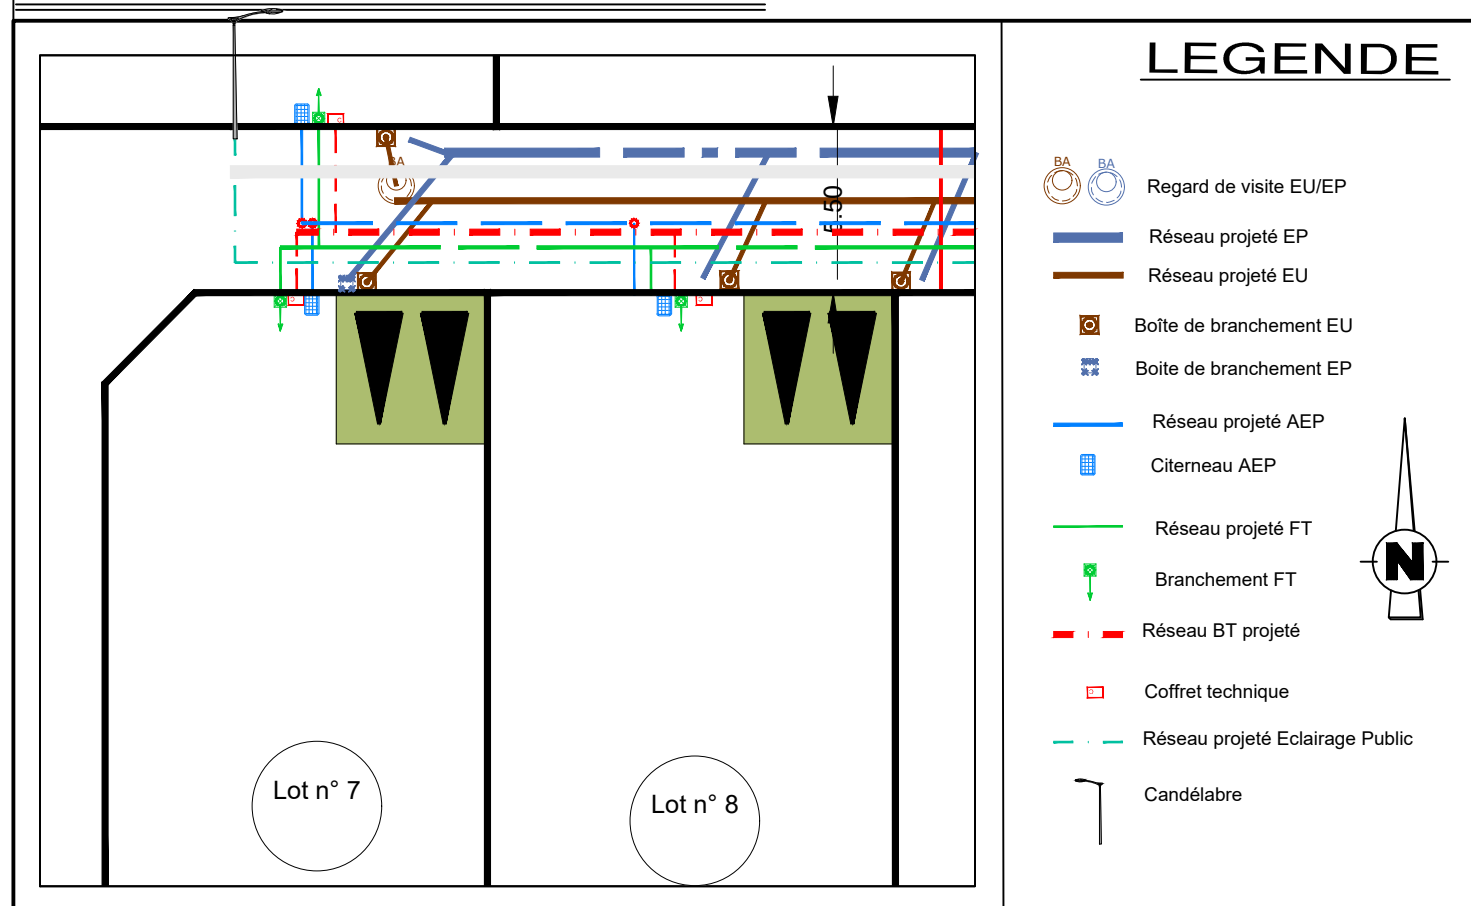 LEGENDE
BA
5.50
Lot n° 7
Lot n° 8
BA BA
Regard de visite EU/EP
Réseau projeté EP
Réseau projeté EU
Boîte de branchement EU
Boite de branchement EP
Réseau projeté AEP
Citerneau AEP
Réseau projeté FT
Branchement FT
Réseau BT projeté
Coffret technique
Réseau projeté Eclairage Public
Candélabre
N